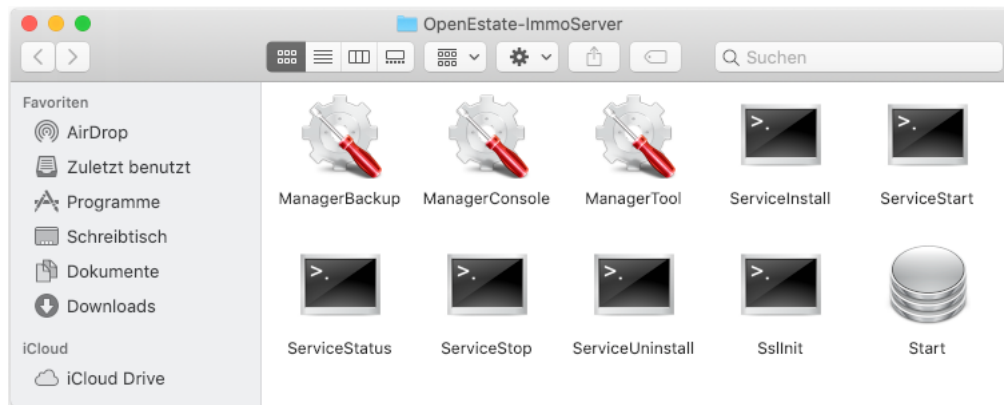 OpenEstate-ImmoServer
Suchen
Favoriten
AirDrop
Zuletzt benutzt
Programme
Schreibtisch
Dokumente
Downloads
iCloud
iCloud Drive
ManagerBackup ManagerConsole ManagerTool ServiceInstall ServiceStart
ServiceStatus ServiceStop ServiceUninstall SslInit Start